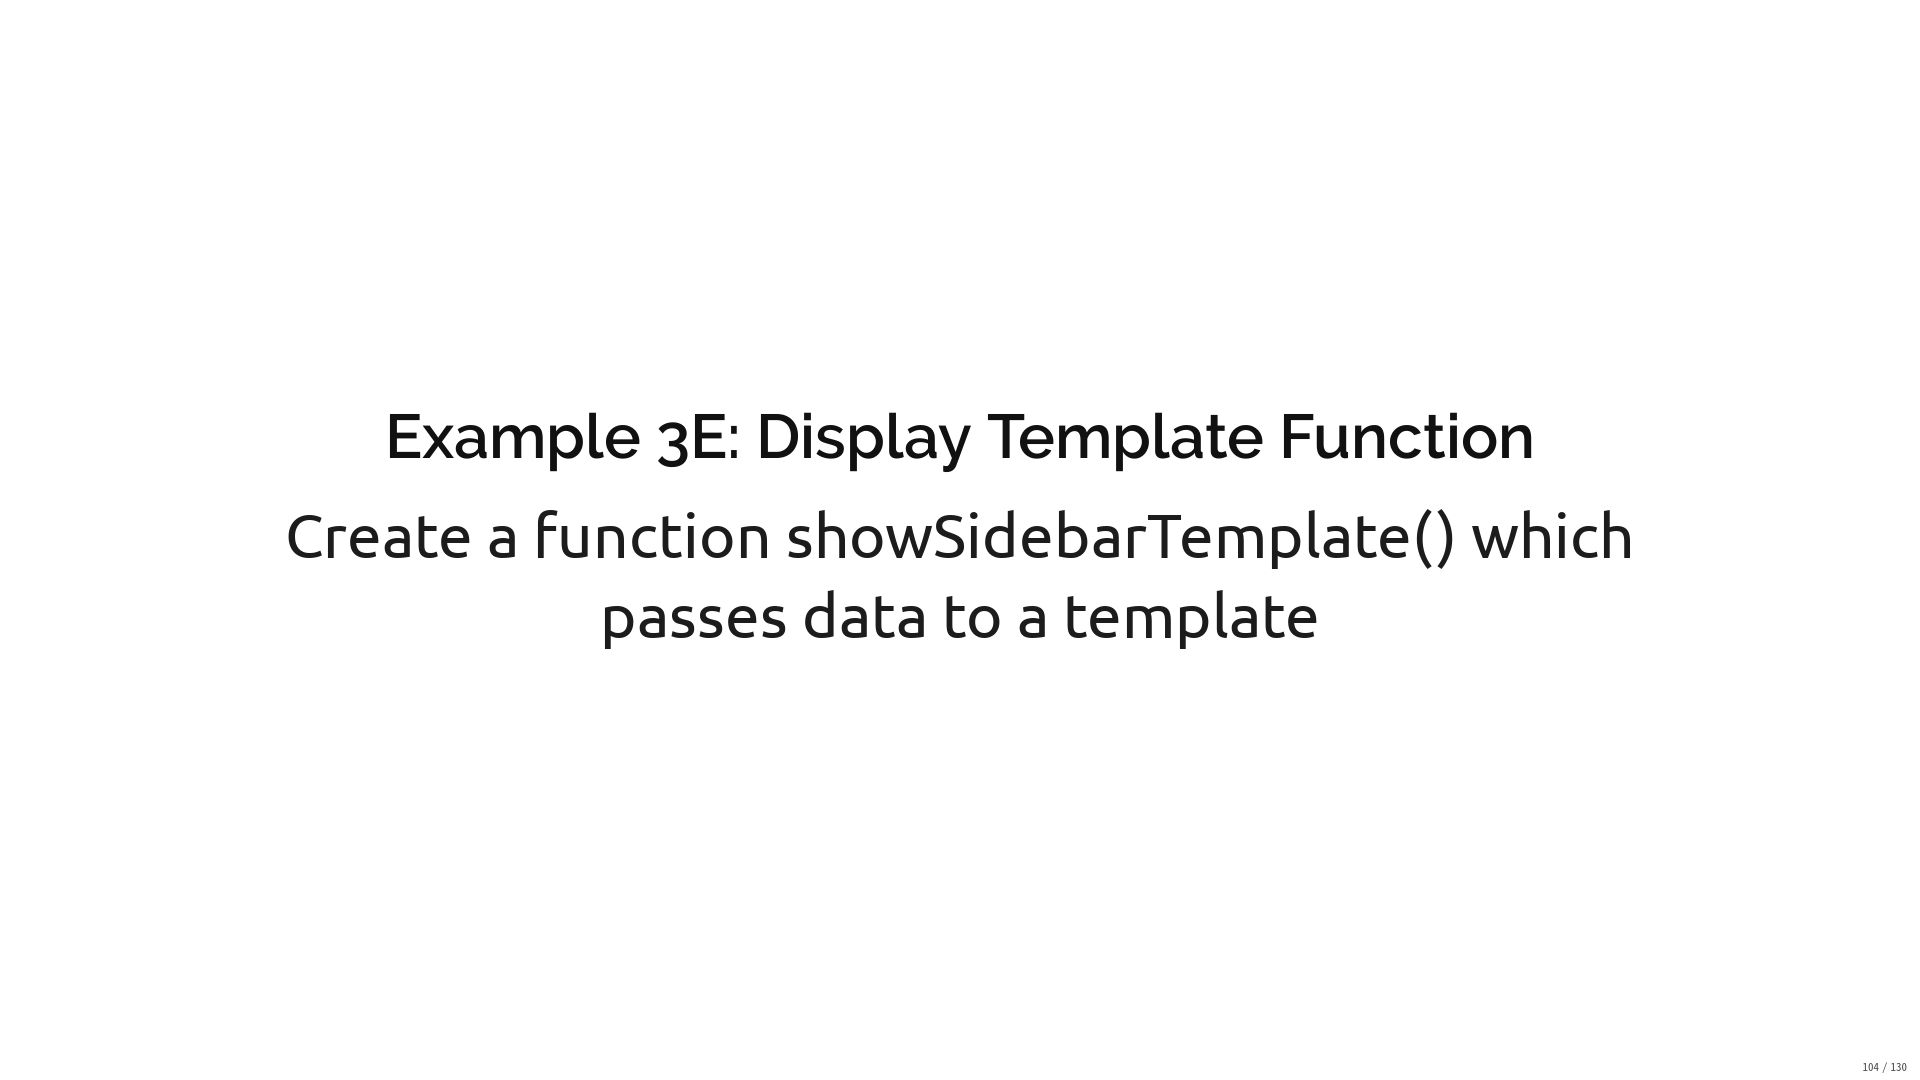 Example 3E: Display Template Function
Create a function showSidebarTemplate() which
passes data to a template
104 / 130